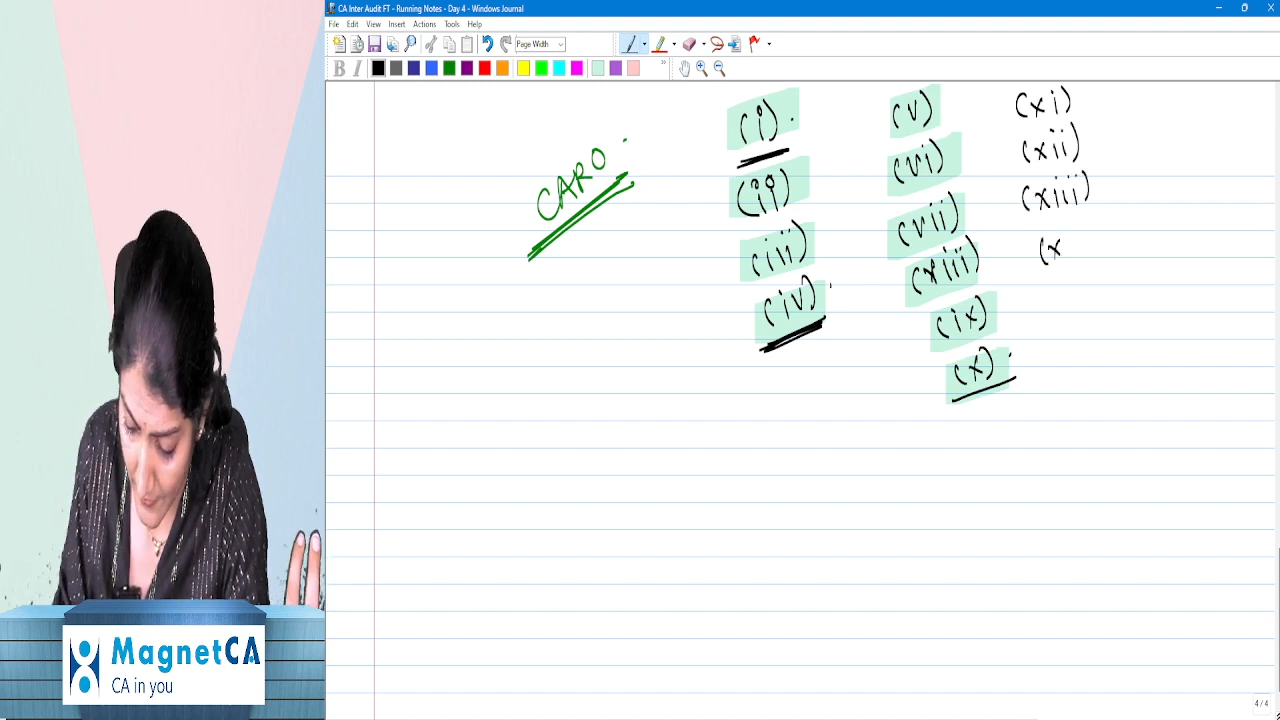 CA Inter Audit FT - Running Notes - Day 4 - Windows Journal
File Edit View Insert Actions Tools Help
Page Width
B I
CARO.
(i).
(ii)
(iii)
(iv).
(v)
(vi)
(vii)
(xiii)
(ix)
(x).
(xi)
(xii)
(xiii)
(x
MagnetCA
CA in you
4 / 4